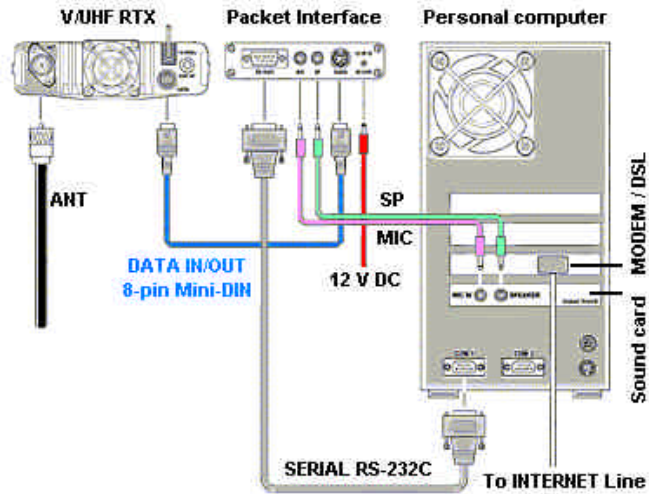 V/UHF RTX
Packet Interface
Personal computer
ANT
DATA IN/OUT
8-pin Mini-DIN
SP
MIC
12 V DC
MODEM / DSL
Sound card
MIC IN
SPEAKER
COM 1
COM 2
SERIAL RS-232C
To INTERNET Line